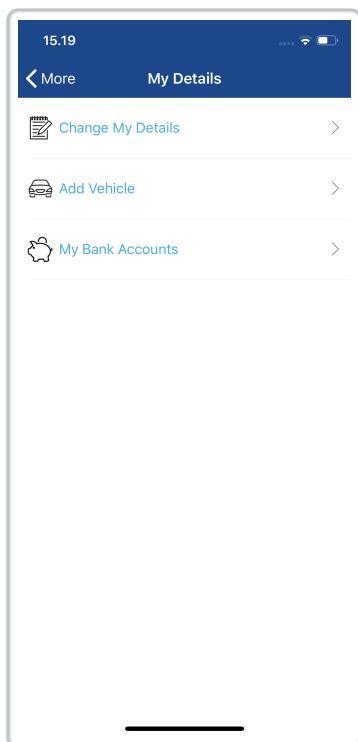 15.19
More
My Details
Change My Details
Add Vehicle
My Bank Accounts